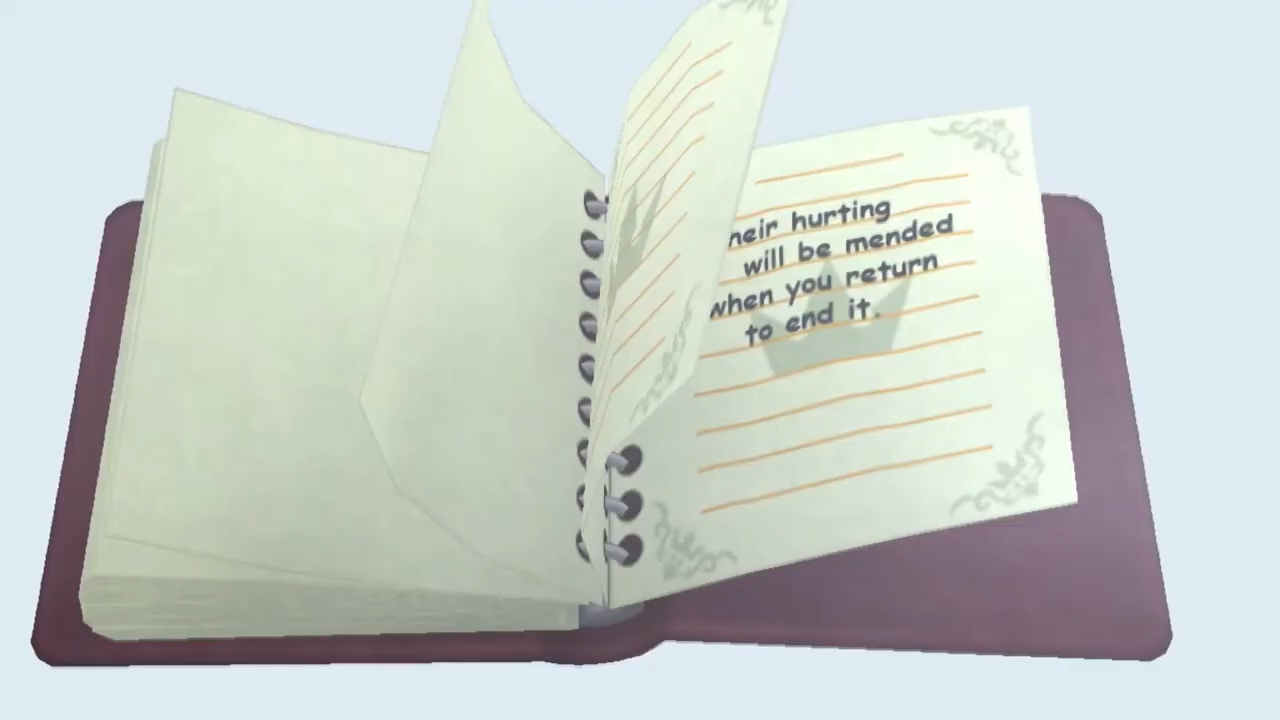 heir hurting
will be mended
when you return
to end it.